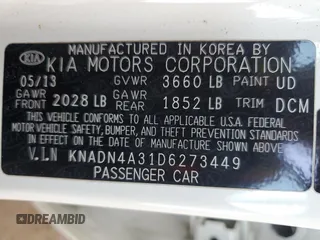 MANUFACTURED IN KOREA BY
KIA KIA MOTORS CORPORATION
05/13 GVWR 3660 LB PAINT UD
GAWR FRONT 2028 LB GAWR REAR 1852 LB TRIM DCM
THIS VEHICLE CONFORMS TO ALL APPLICABLE U.S.A FEDERAL
MOTOR VEHICLE SAFETY, BUMPER, AND THEFT PREVENTION
STANDARDS IN EFFECT ON THE DATE OF MANUFACTURE SHOWN ABOVE.
V.I.N KNADN4A31D6273449
PASSENGER CAR
DREAMBID